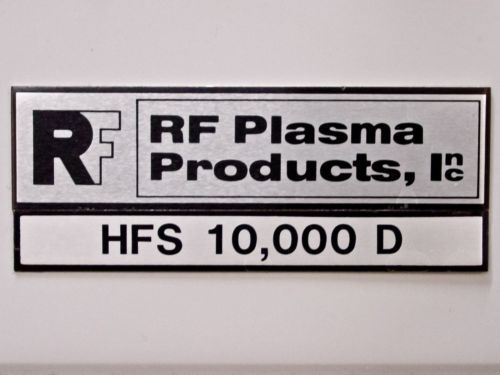 RF RF Plasma
Products, Inc
HFS 10,000 D